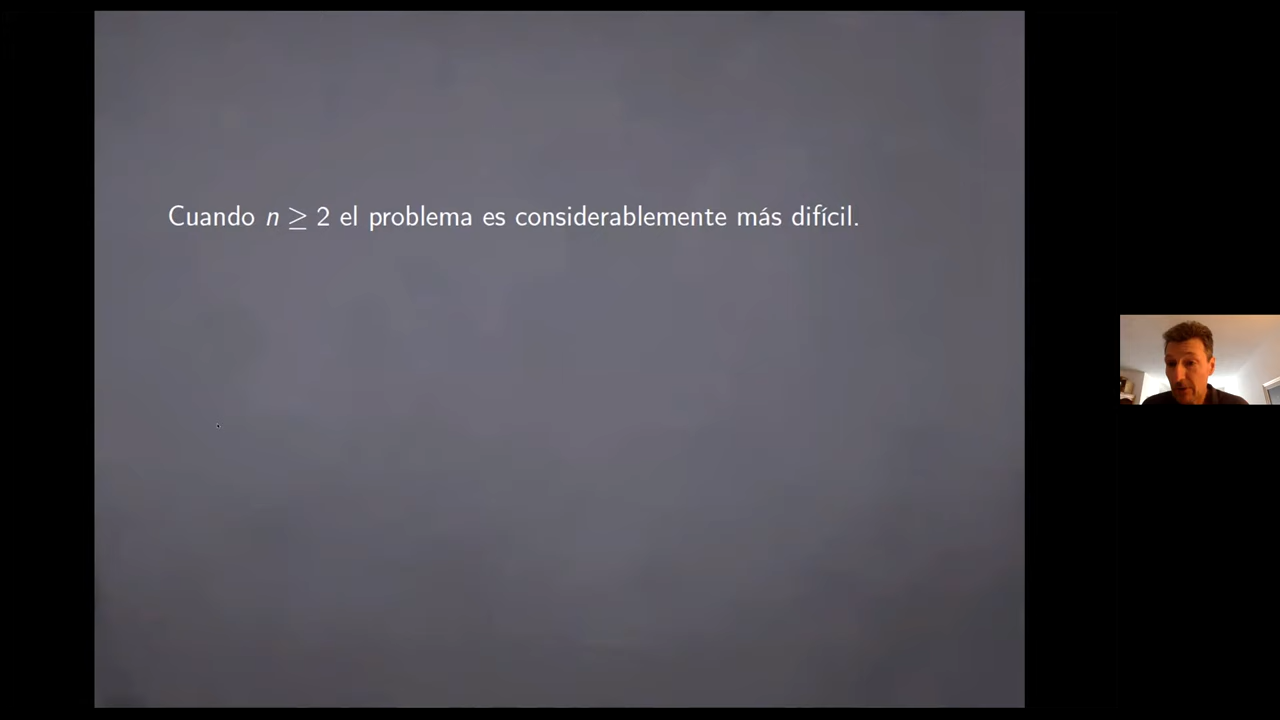 Cuando n ≥ 2 el problema es considerablemente más difícil.